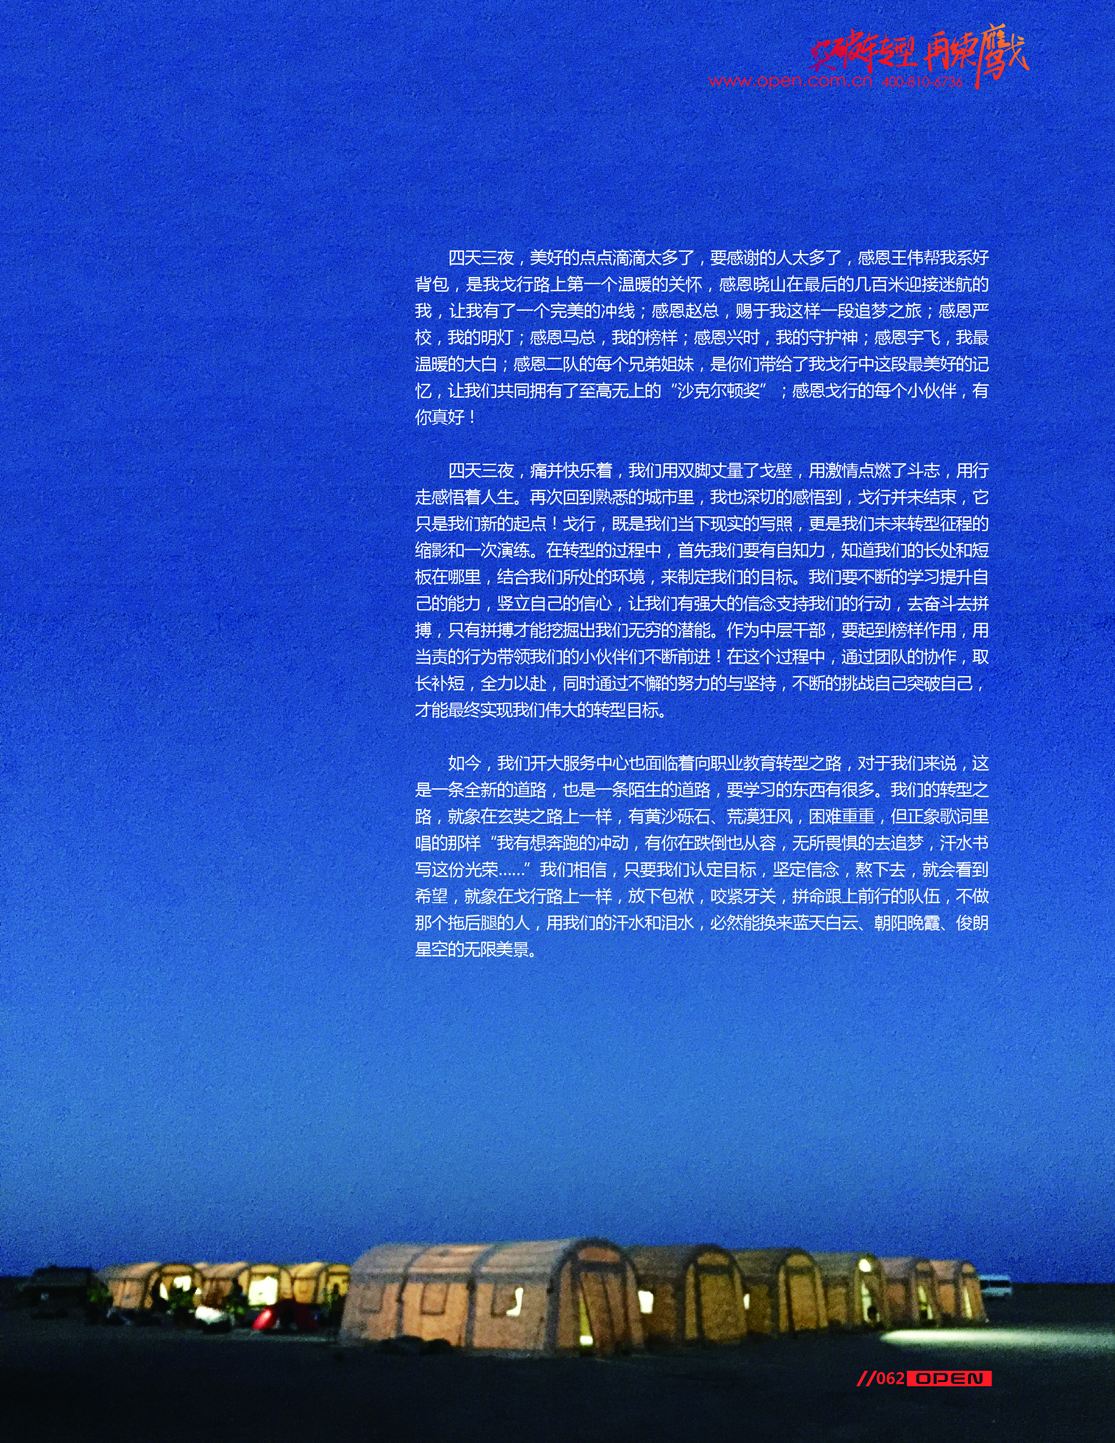 突破转型 再续鹰戈
www.open.com.cn 400-810-6736
四天三夜，美好的点点滴滴太多了，要感谢的人太多了，感恩王伟帮我系好
背包，是我戈行路上第一个温暖的关怀，感恩晓山在最后的几百米迎接迷航的
我，让我有了一个完美的冲线；感恩赵总，赐于我这样一段追梦之旅；感恩严
校，我的明灯；感恩马总，我的榜样；感恩兴时，我的守护神；感恩宇飞，我最
温暖的大白；感恩二队的每个兄弟姐妹，是你们带给了我戈行中这段最美好的记
忆，让我们共同拥有了至高无上的“沙克尔顿奖”；感恩戈行的每个小伙伴，有
你真好！
四天三夜，痛并快乐着，我们用双脚丈量了戈壁，用激情点燃了斗志，用行
走感悟着人生。再次回到熟悉的城市里，我也深切的感悟到，戈行并未结束，它
只是我们新的起点！戈行，既是我们当下现实的写照，更是我们未来转型征程的
缩影和一次演练。在转型的过程中，首先我们要有自知力，知道我们的长处和短
板在哪里，结合我们所处的环境，来制定我们的目标。我们要不断的学习提升自
己的能力，竖立自己的信心，让我们有强大的信念支持我们的行动，去奋斗去拼
搏，只有拼搏才能挖掘出我们无穷的潜能。作为中层干部，要起到榜样作用，用
当责的行为带领我们的小伙伴们不断前进！在这个过程中，通过团队的协作，取
长补短，全力以赴，同时通过不懈的努力的与坚持，不断的挑战自己突破自己，
才能最终实现我们伟大的转型目标。
如今，我们开大服务中心也面临着向职业教育转型之路，对于我们来说，这
是一条全新的道路，也是一条陌生的道路，要学习的东西有很多。我们的转型之
路，就象在玄奘之路上一样，有黄沙砾石、荒漠狂风，困难重重，但正象歌词里
唱的那样“我有想奔跑的冲动，有你在跌倒也从容，无所畏惧的去追梦，汗水书
写这份光荣……”我们相信，只要我们认定目标，坚定信念，熬下去，就会看到
希望，就象在戈行路上一样，放下包袱，咬紧牙关，拼命跟上前行的队伍，不做
那个拖后腿的人，用我们的汗水和泪水，必然能换来蓝天白云、朝阳晚霞、俊朗
星空的无限美景。
//062 OPEN